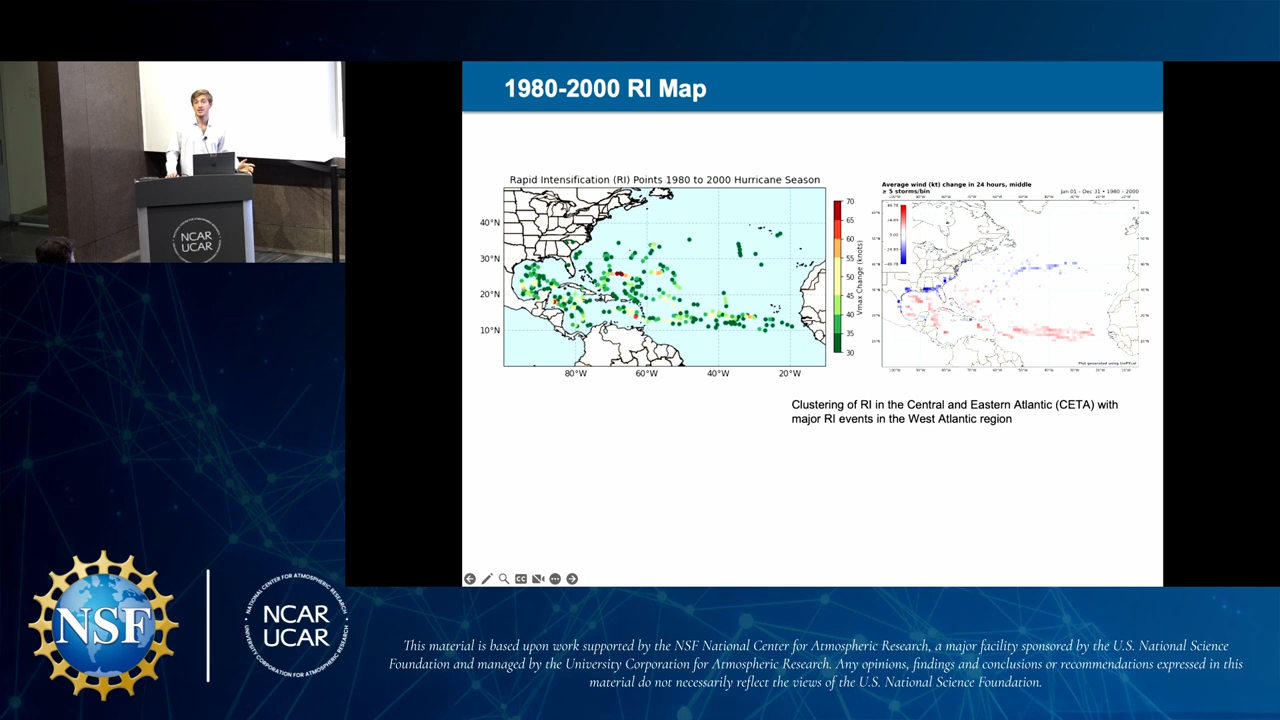 1980-2000 RI Map
Rapid Intensification (RI) Points 1980 to 2000 Hurricane Season
40°N
30°N
20°N
10°N
80°W
60°W
40°W
20°W
70
65
60
55
50
45
40
35
30
Vmax Change (knots)
Average wind (kt) change in 24 hours, middle
≥ 5 storms/bin
Jan 01 – Dec 31 • 1980 – 2000
Clustering of RI in the Central and Eastern Atlantic (CETA) with
major RI events in the West Atlantic region
NCAR
UCAR
NSF
NATIONAL CENTER FOR ATMOSPHERIC RESEARCH
NCAR
UCAR
UNIVERSITY CORPORATION FOR ATMOSPHERIC RESEARCH
This material is based upon work supported by the NSF National Center for Atmospheric Research, a major facility sponsored by the U.S. National Science
Foundation and managed by the University Corporation for Atmospheric Research. Any opinions, findings and conclusions or recommendations expressed in this
material do not necessarily reflect the views of the U.S. National Science Foundation.